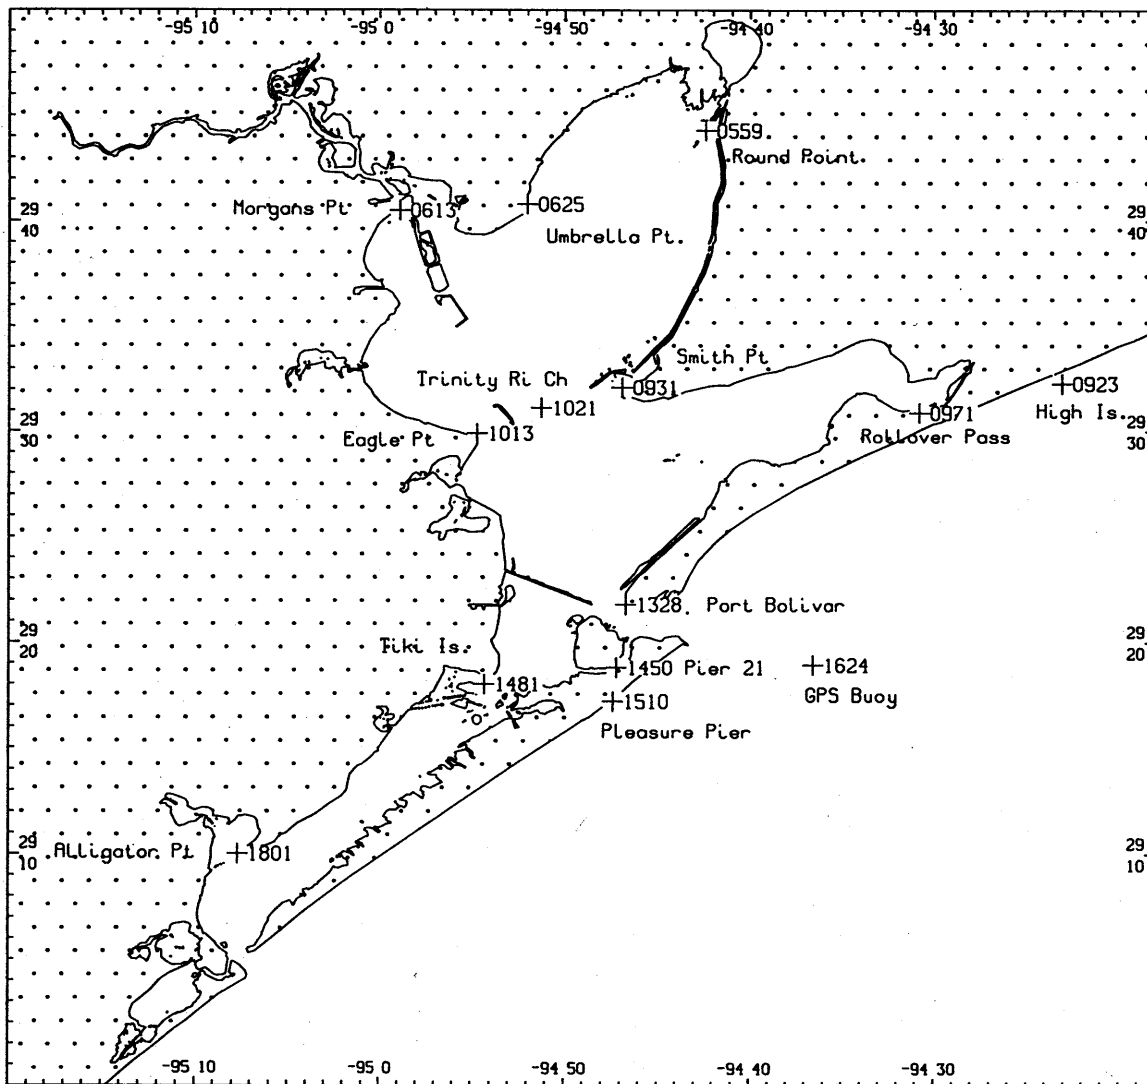 -95 10 -95 0 -94 50 -94 40 -94 30
0559
Round Point
Morgans Pt 0613 0625
29 40 29 40
Umbrella Pt.
Smith Pt
Trinity Ri Ch 0931 0923
1021 0971 High Is.
29 30 Eagle Pt 1013 Rollover Pass 29 30
1328 Port Bolivar
29 20 Tiki Is. 29 20
1450 Pier 21 1624
1481 GPS Buoy
1510
Pleasure Pier
29 10 Alligator Pt 1801 29 10
-95 10 -95 0 -94 50 -94 40 -94 30